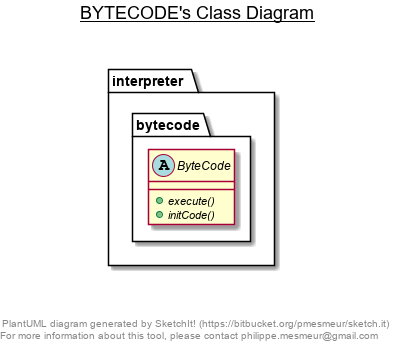 BYTECODE's Class Diagram
interpreter
bytecode
A ByteCode
execute()
initCode()
PlantUML diagram generated by SketchIt! (https://bitbucket.org/pmesmeur/sketch.it)
For more information about this tool, please contact philippe.mesmeur@gmail.com